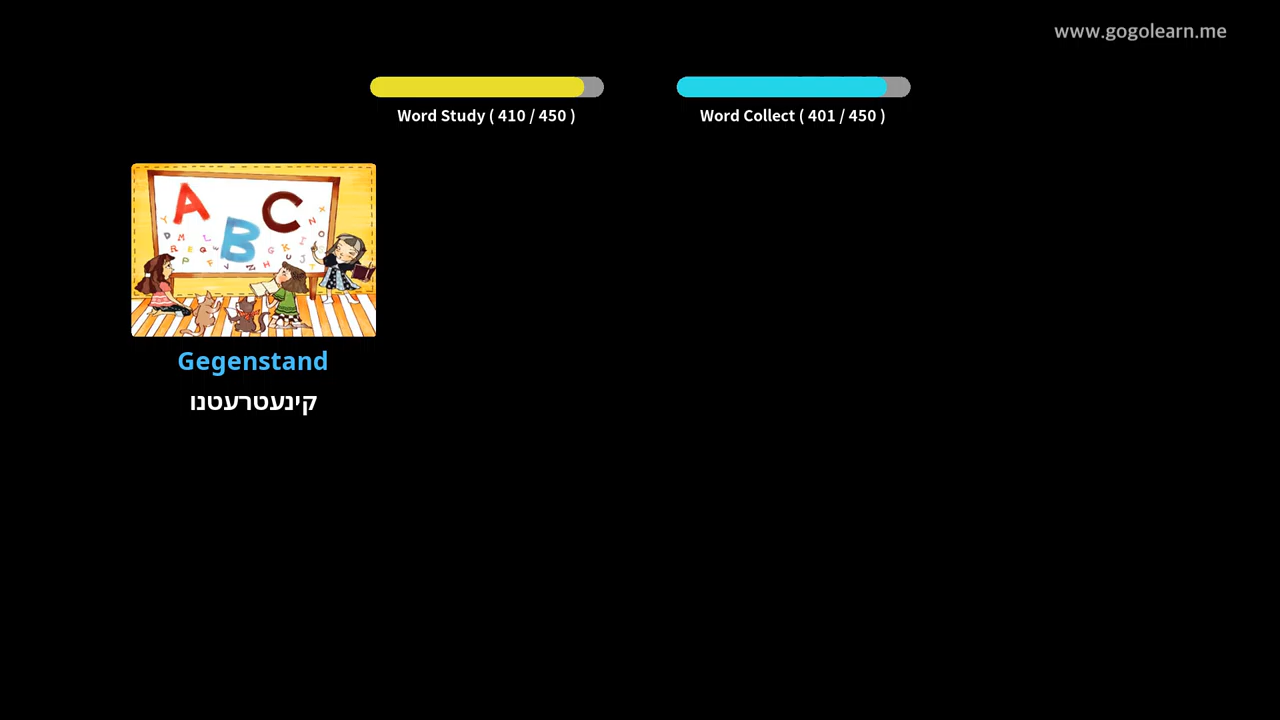 www.gogolearn.me
Word Study ( 410 / 450 )
Word Collect ( 401 / 450 )
A
C
B
Gegenstand
קינעטרעטנו